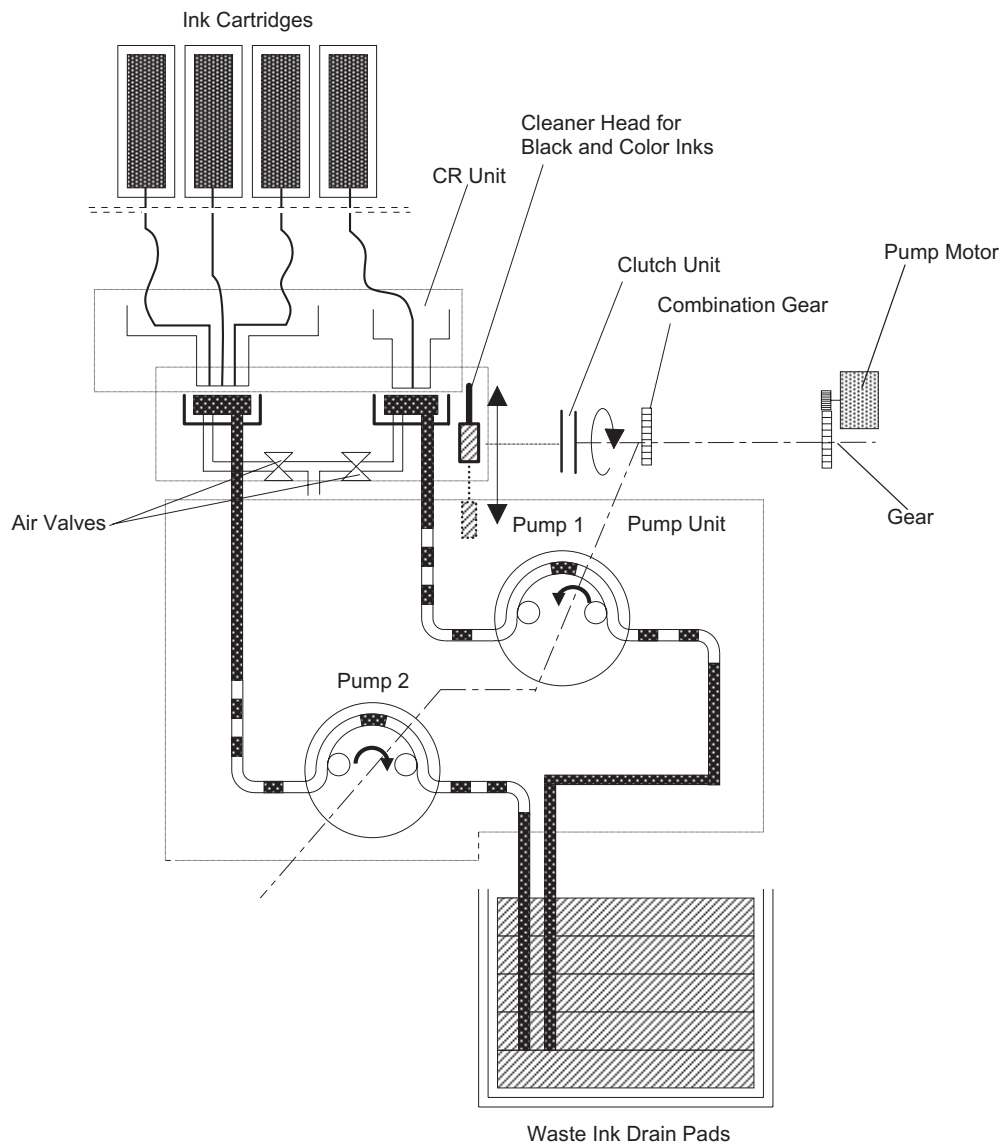 Ink Cartridges
Cleaner Head for
Black and Color Inks
CR Unit
Pump Motor
Clutch Unit
Combination Gear
Air Valves
Gear
Pump 1
Pump Unit
Pump 2
Waste Ink Drain Pads